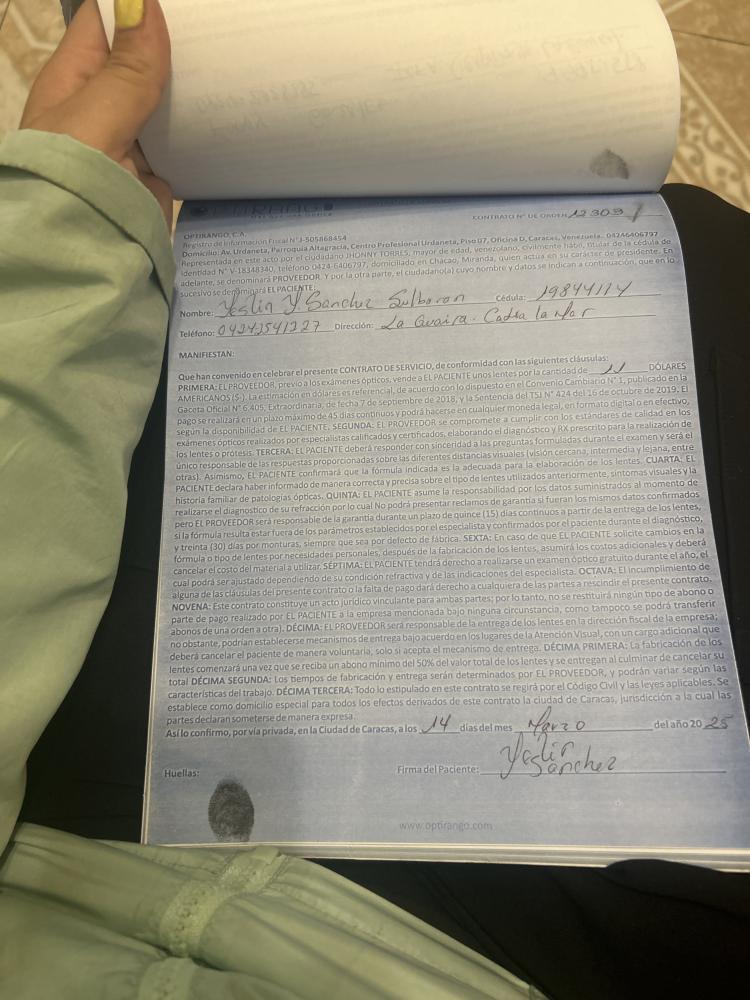 CONTRATO N° DE ORDEN 12303
OPTIRANGO, C.A.
Registro de Información Fiscal N° J-505868454
Domicilio: Av. Urdaneta, Parroquia Altagracia, Centro Profesional Urdaneta, Piso 07, Oficina D, Caracas, Venezuela. 04246406797
Representada en este acto por el ciudadano JHONNY TORRES, mayor de edad, venezolano, civilmente hábil, titular de la cédula de
identidad N° V-18348340, teléfono 0424-6406797, domiciliado en Chacao, Miranda, quien actua en su carácter de presidente. En
adelante, se denominará PROVEEDOR. Y por la otra parte, el ciudadano(a) cuyo nombre y datos se indican a continuación, que en lo
sucesivo se denominará EL PACIENTE:
Nombre: Yeslin Y. Sanchez Sulbaran Cédula: 19844114
Teléfono: 04242541227 Dirección: La Guaira. Catia la Mar
MANIFIESTAN:
Que han convenido en celebrar el presente CONTRATO DE SERVICIO, de conformidad con las siguientes cláusulas:
PRIMERA: EL PROVEEDOR, previo a los exámenes ópticos, vende a EL PACIENTE unos lentes por la cantidad de 11 DÓLARES
AMERICANOS ($-). La estimación en dólares es referencial, de acuerdo con lo dispuesto en el Convenio Cambiario N° 1, publicado en la
Gaceta Oficial N° 6.405, Extraordinaria, de fecha 7 de septiembre de 2018, y la Sentencia del TSJ N° 424 del 16 de octubre de 2019. El
pago se realizará en un plazo máximo de 45 días continuos y podrá hacerse en cualquier moneda legal, en formato digital o en efectivo,
según la disponibilidad de EL PACIENTE. SEGUNDA: EL PROVEEDOR se compromete a cumplir con los estándares de calidad en los
exámenes ópticos realizados por especialistas calificados y certificados, elaborando el diagnóstico y RX prescrito para la realización de
los lentes o prótesis. TERCERA: EL PACIENTE deberá responder con sinceridad a las preguntas formuladas durante el examen y será el
único responsable de las respuestas proporcionadas sobre las diferentes distancias visuales (visión cercana, intermedia y lejana, entre
otras). Asimismo, EL PACIENTE confirmará que la fórmula indicada es la adecuada para la elaboración de los lentes. CUARTA: EL
PACIENTE declara haber informado de manera correcta y precisa sobre el tipo de lentes utilizados anteriormente, síntomas visuales y la
historia familiar de patologías ópticas. QUINTA: EL PACIENTE asume la responsabilidad por los datos suministrados al momento de
realizarse el diagnostico de su refracción por lo cual No podrá presentar reclamos de garantía si fueran los mismos datos confirmados
pero EL PROVEEDOR será responsable de la garantía durante un plazo de quince (15) días continuos a partir de la entrega de los lentes,
si la fórmula resulta estar fuera de los parámetros establecidos por el especialista y confirmados por el paciente durante el diagnóstico,
y treinta (30) días por monturas, siempre que sea por defecto de fábrica. SEXTA: En caso de que EL PACIENTE solicite cambios en la
fórmula o tipo de lentes por necesidades personales, después de la fabricación de los lentes, asumirá los costos adicionales y deberá
cancelar el costo del material a utilizar. SÉPTIMA: EL PACIENTE tendrá derecho a realizarse un examen óptico gratuito durante el año, el
cual podrá ser ajustado dependiendo de su condición refractiva y de las indicaciones del especialista. OCTAVA: El incumplimiento de
alguna de las cláusulas del presente contrato o la falta de pago dará derecho a cualquiera de las partes a rescindir el presente contrato.
NOVENA: Este contrato constituye un acto jurídico vinculante para ambas partes; por lo tanto, no se restituirá ningún tipo de abono o
parte de pago realizado por EL PACIENTE a la empresa mencionada bajo ninguna circunstancia, como tampoco se podrá transferir
abonos de una orden a otra). DÉCIMA: EL PROVEEDOR será responsable de la entrega de los lentes en la dirección fiscal de la empresa;
no obstante, podrían establecerse mecanismos de entrega bajo acuerdo en los lugares de la Atención Visual, con un cargo adicional que
deberá cancelar el paciente de manera voluntaria, solo si acepta el mecanismo de entrega. DÉCIMA PRIMERA: La fabricación de los
lentes comenzará una vez que se reciba un abono mínimo del 50% del valor total de los lentes y se entregan al culminar de cancelar su
total DÉCIMA SEGUNDA: Los tiempos de fabricación y entrega serán determinados por EL PROVEEDOR, y podrán variar según las
características del trabajo. DÉCIMA TERCERA: Todo lo estipulado en este contrato se regirá por el Código Civil y las leyes aplicables. Se
establece como domicilio especial para todos los efectos derivados de este contrato la ciudad de Caracas, jurisdicción a la cual las
partes declaran someterse de manera expresa.
Así lo confirmo, por vía privada, en la Ciudad de Caracas, a los 14 días del mes Marzo del año 20 25
Huellas: Firma del Paciente: Yeslin
Sanchez
www.optirango.com